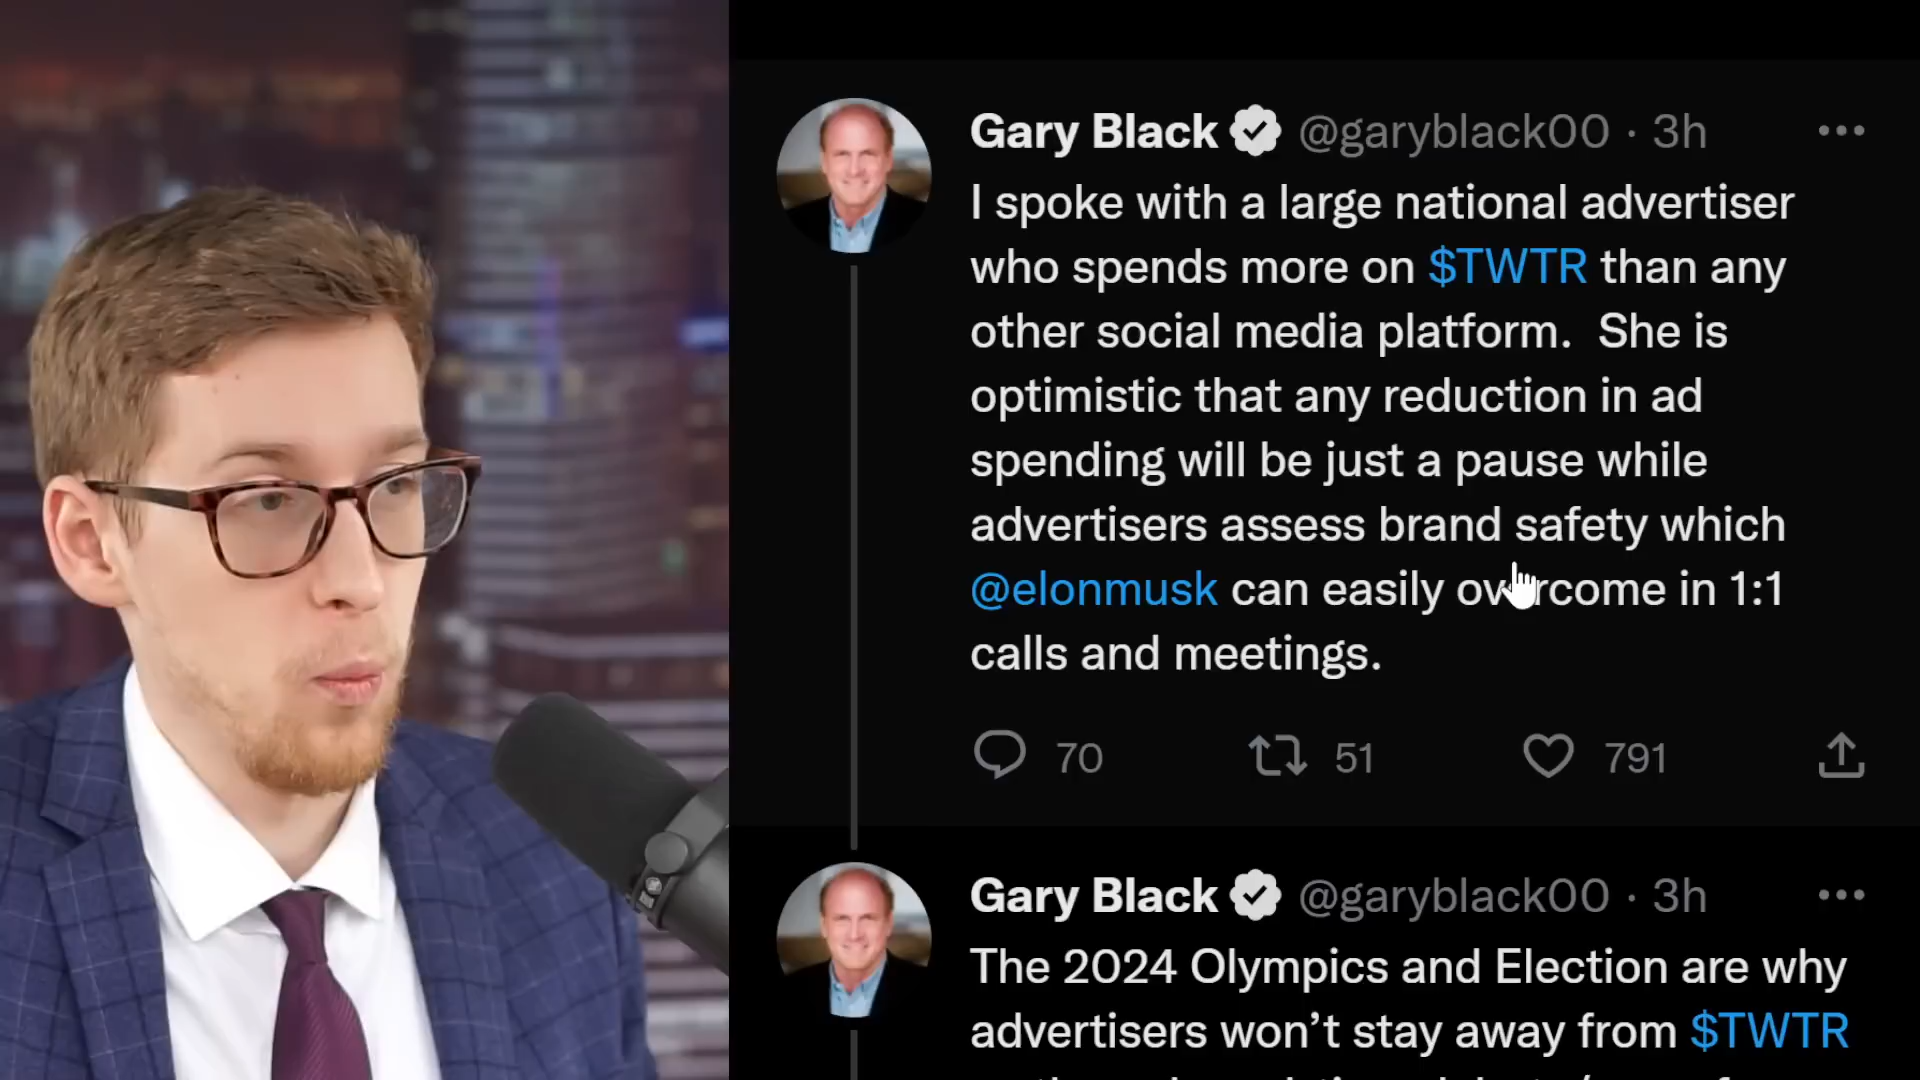 Gary Black @garyblack00 · 3h
I spoke with a large national advertiser
who spends more on $TWTR than any
other social media platform.  She is
optimistic that any reduction in ad
spending will be just a pause while
advertisers assess brand safety which
@elonmusk can easily overcome in 1:1
calls and meetings.
70 51 791
Gary Black @garyblack00 · 3h
The 2024 Olympics and Election are why
advertisers won’t stay away from $TWTR